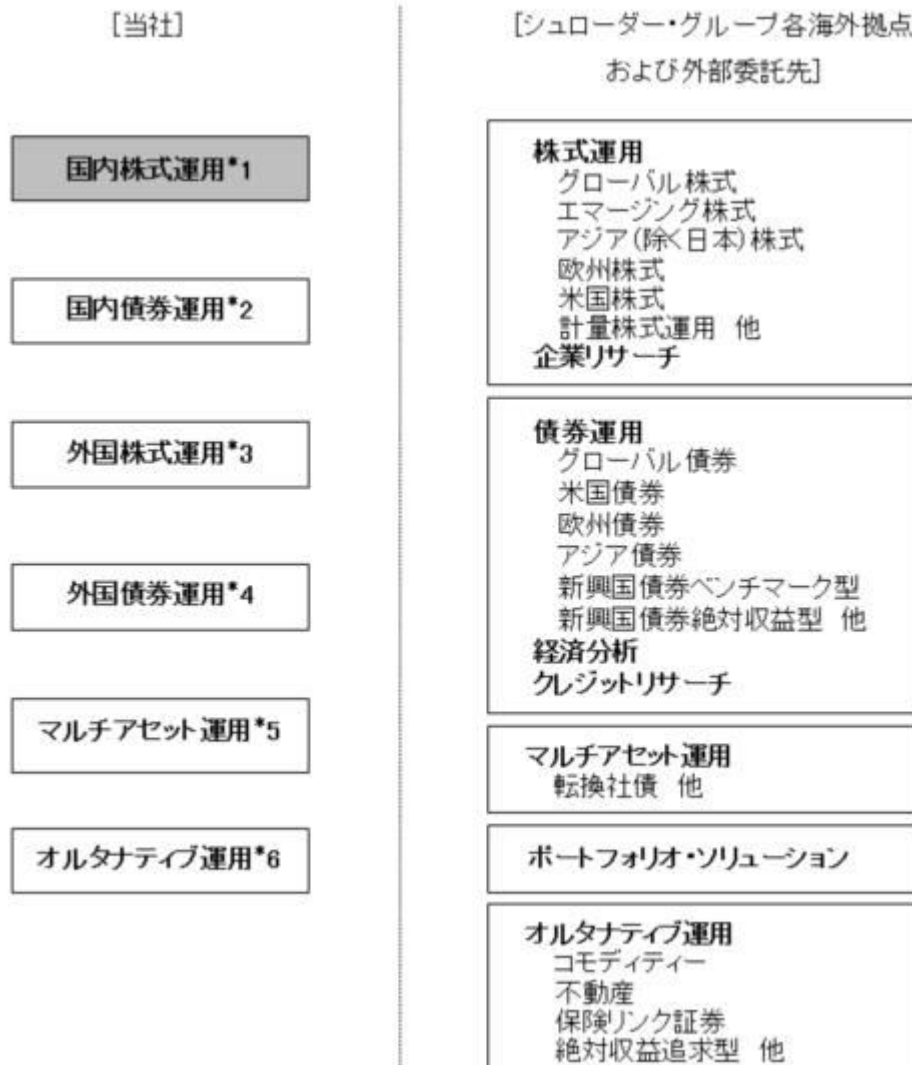 [当社]
国内株式運用*1
国内債券運用*2
外国株式運用*3
外国債券運用*4
マルチアセット運用*5
オルタナティブ運用*6
[シュローダー・グループ各海外拠点
および外部委託先]
株式運用
グローバル株式
エマージング株式
アジア(除く日本)株式
欧州株式
米国株式
計量株式運用 他
企業リサーチ
債券運用
グローバル債券
米国債券
欧州債券
アジア債券
新興国債券ベンチマーク型
新興国債券絶対収益型 他
経済分析
クレジットリサーチ
マルチアセット運用
転換社債 他
ポートフォリオ・ソリューション
オルタナティブ運用
コモディティー
不動産
保険リンク証券
絶対収益追求型 他